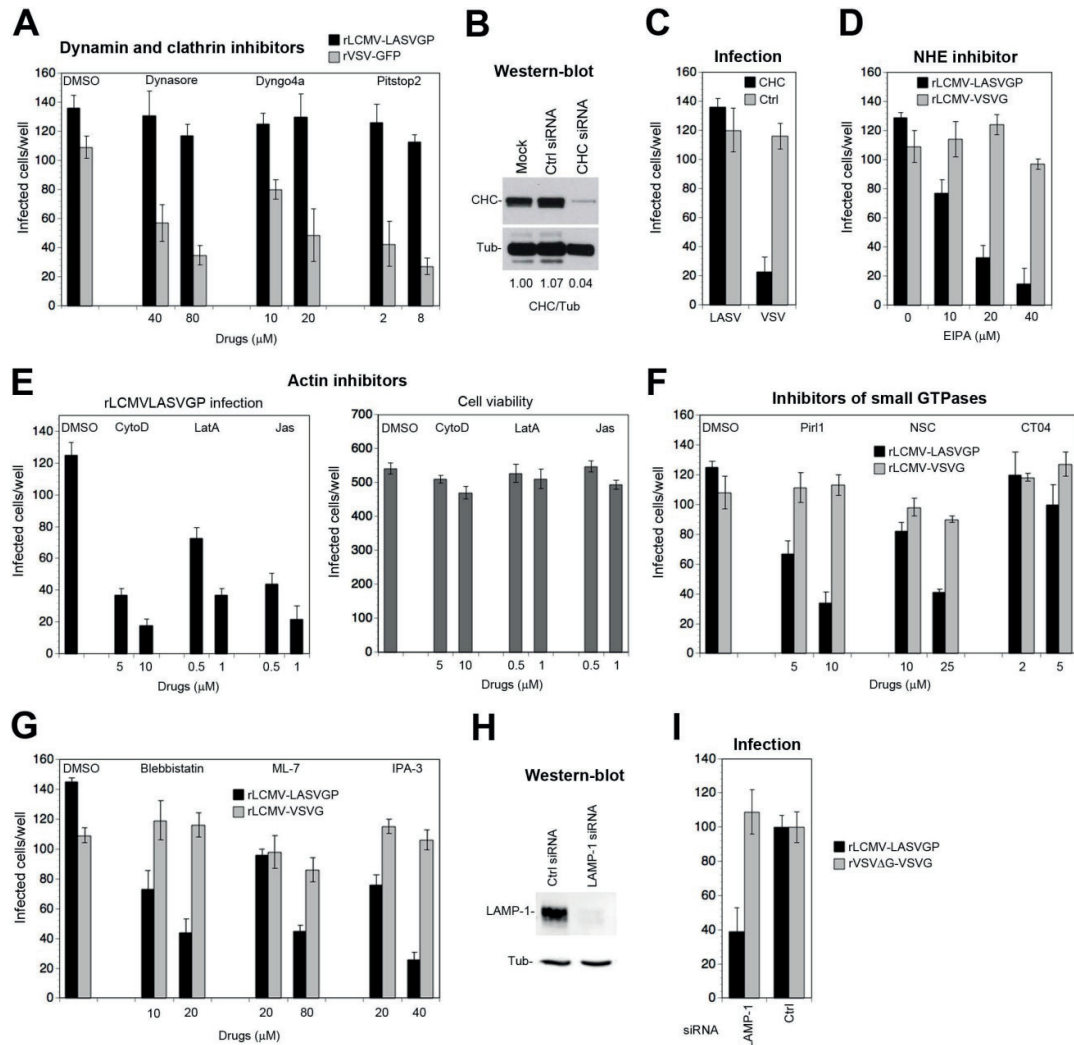 A
Dynamin and clathrin inhibitors
rLCMV-LASVGP
rVSV-GFP
DMSO Dynasore Dyngo4a Pitstop2
Infected cells/well
160
140
120
100
80
60
40
20
0
40 80 10 20 2 8
Drugs (μM)
B
Western-blot
Mock
Ctrl siRNA
CHC siRNA
CHC-
Tub-
1.00 1.07 0.04
CHC/Tub
C
Infection
CHC
Ctrl
Infected cells/well
160
140
120
100
80
60
40
20
0
LASV VSV
D
NHE inhibitor
rLCMV-LASVGP
rLCMV-VSVG
Infected cells/well
160
140
120
100
80
60
40
20
0
0 10 20 40
EIPA (μM)
E
Actin inhibitors
rLCMVLASVGP infection
DMSO CytoD LatA Jas
Infected cells/well
140
120
100
80
60
40
20
0
5 10 0.5 1 0.5 1
Drugs (μM)
Cell viability
DMSO CytoD LatA Jas
Infected cells/well
700
600
500
400
300
200
100
0
5 10 0.5 1 0.5 1
Drugs (μM)
F
Inhibitors of small GTPases
DMSO Pirl1 NSC CT04
rLCMV-LASVGP
rLCMV-VSVG
Infected cells/well
160
140
120
100
80
60
40
20
0
5 10 10 25 2 5
Drugs (μM)
G
DMSO Blebbistatin ML-7 IPA-3
rLCMV-LASVGP
rLCMV-VSVG
Infected cells/well
160
140
120
100
80
60
40
20
0
10 20 20 80 20 40
Drugs (μM)
H
Western-blot
Ctrl siRNA
LAMP-1 siRNA
LAMP-1-
Tub-
I
Infection
rLCMV-LASVGP
rVSVΔG-VSVG
Infected cells/well
140
120
100
80
60
40
20
0
siRNA LAMP-1 Ctrl